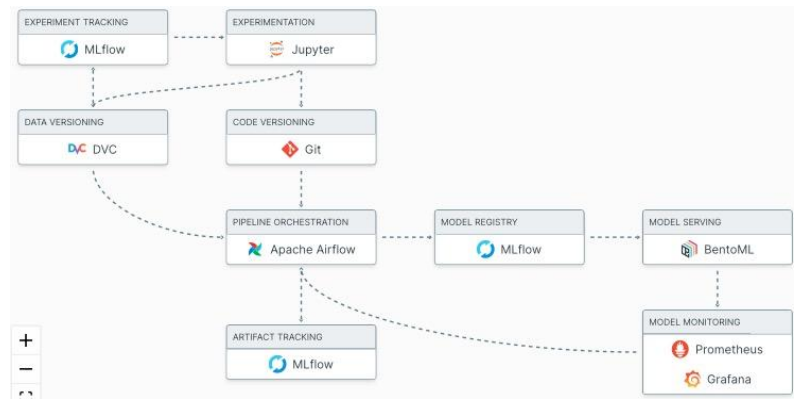 EXPERIMENT TRACKING
MLflow
EXPERIMENTATION
Jupyter
DATA VERSIONING
DVC DVC
CODE VERSIONING
Git
PIPELINE ORCHESTRATION
Apache Airflow
MODEL REGISTRY
MLflow
MODEL SERVING
BentoML
ARTIFACT TRACKING
MLflow
MODEL MONITORING
Prometheus
Grafana
+
−